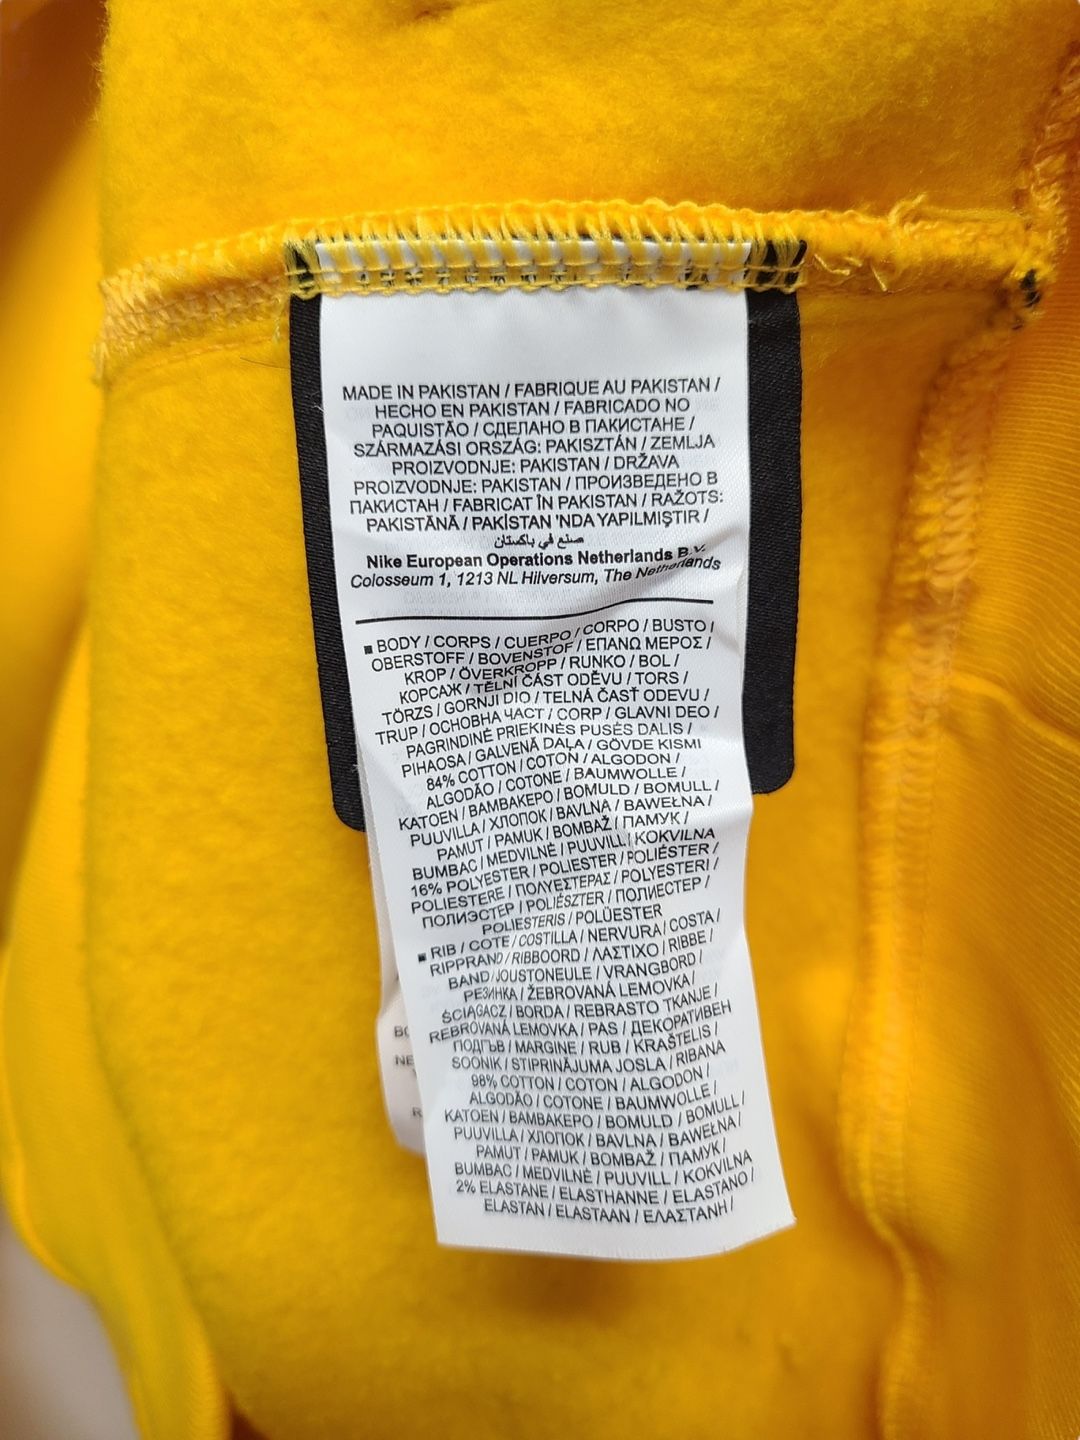 MADE IN PAKISTAN / FABRIQUE AU PAKISTAN /
HECHO EN PAKISTAN / FABRICADO NO
PAQUISTÃO / СДЕЛАНО В ПАКИСТАНЕ /
SZÁRMAZÁSI ORSZÁG: PAKISZTÁN / ZEMLJA
PROIZVODNJE: PAKISTAN / DRŽAVA
PROIZVODNJE: PAKISTAN / ПРОИЗВЕДЕНО В
ПАКИСТАН / FABRICAT ÎN PAKISTAN / RAŽOTS:
PAKISTĀNĀ / PAKİSTAN 'NDA YAPILMIŞTIR /
صنع في باكستان
Nike European Operations Netherlands B.V.
Colosseum 1, 1213 NL Hilversum, The Netherlands
■ BODY / CORPS / CUERPO / CORPO / BUSTO /
OBERSTOFF / BOVENSTOF / ΕΠΑΝΩ ΜΕΡΟΣ /
KROP / ÖVERKROPP / RUNKO / BOL /
КОРСАЖ / TĚLNÍ ČÁST ODĚVU / TORS /
TÖRZS / GORNJI DIO / TELNÁ ČASŤ ODEVU /
TRUP / ОСНОВНА ЧАСТ / CORP / GLAVNI DEO /
PAGRINDINĖ PRIEKINĖS PUSĖS DALIS /
PIHAOSA / GALVENĀ DAĻA / GÖVDE KISMI
84% COTTON / COTON / ALGODON /
ALGODÃO / COTONE / BAUMWOLLE /
KATOEN / ΒΑΜΒΑΚΕΡΟ / BOMULD / BOMULL /
PUUVILLA / ХЛОПОК / BAVLNA / BAWEŁNA /
PAMUT / PAMUK / BOMBAŽ / ПАМУК /
BUMBAC / MEDVILNĖ / PUUVILL / KOKVILNA
16% POLYESTER / POLIESTER / POLIÉSTER /
POLIESTERE / ΠΟΛΥΕΣΤΕΡΑΣ / POLYESTERI /
ПОЛИЭСТЕР / POLIÉSZTER / ПОЛИЕСТЕР /
POLIESTERIS / POLÜESTER
■ RIB / COTE / COSTILLA / NERVURA / COSTA /
RIPPRAND / RIBBOORD / ΛΑΣΤΙΧΟ / RIBBE /
BAND / JOUSTONEULE / VRANGBORD /
РЕЗИНКА / ŽEBROVANÁ LEMOVKA /
ŚCIĄGACZ / BORDA / REBRASTO TKANJE /
REBROVANÁ LEMOVKA / PAS / ДЕКОРАТИВЕН
ПОДГЪВ / MARGINE / RUB / KRAŠTELIS /
SOONIK / STIPRINĀJUMA JOSLA / RIBANA
98% COTTON / COTON / ALGODON /
ALGODÃO / COTONE / BAUMWOLLE /
KATOEN / ΒΑΜΒΑΚΕΡΟ / BOMULD / BOMULL /
PUUVILLA / ХЛОПОК / BAVLNA / BAWEŁNA /
PAMUT / PAMUK / BOMBAŽ / ПАМУК /
BUMBAC / MEDVILNĖ / PUUVILL / KOKVILNA
2% ELASTANE / ELASTHANNE / ELASTANO /
ELASTAN / ELASTAAN / ΕΛΑΣΤΑΝΗ /